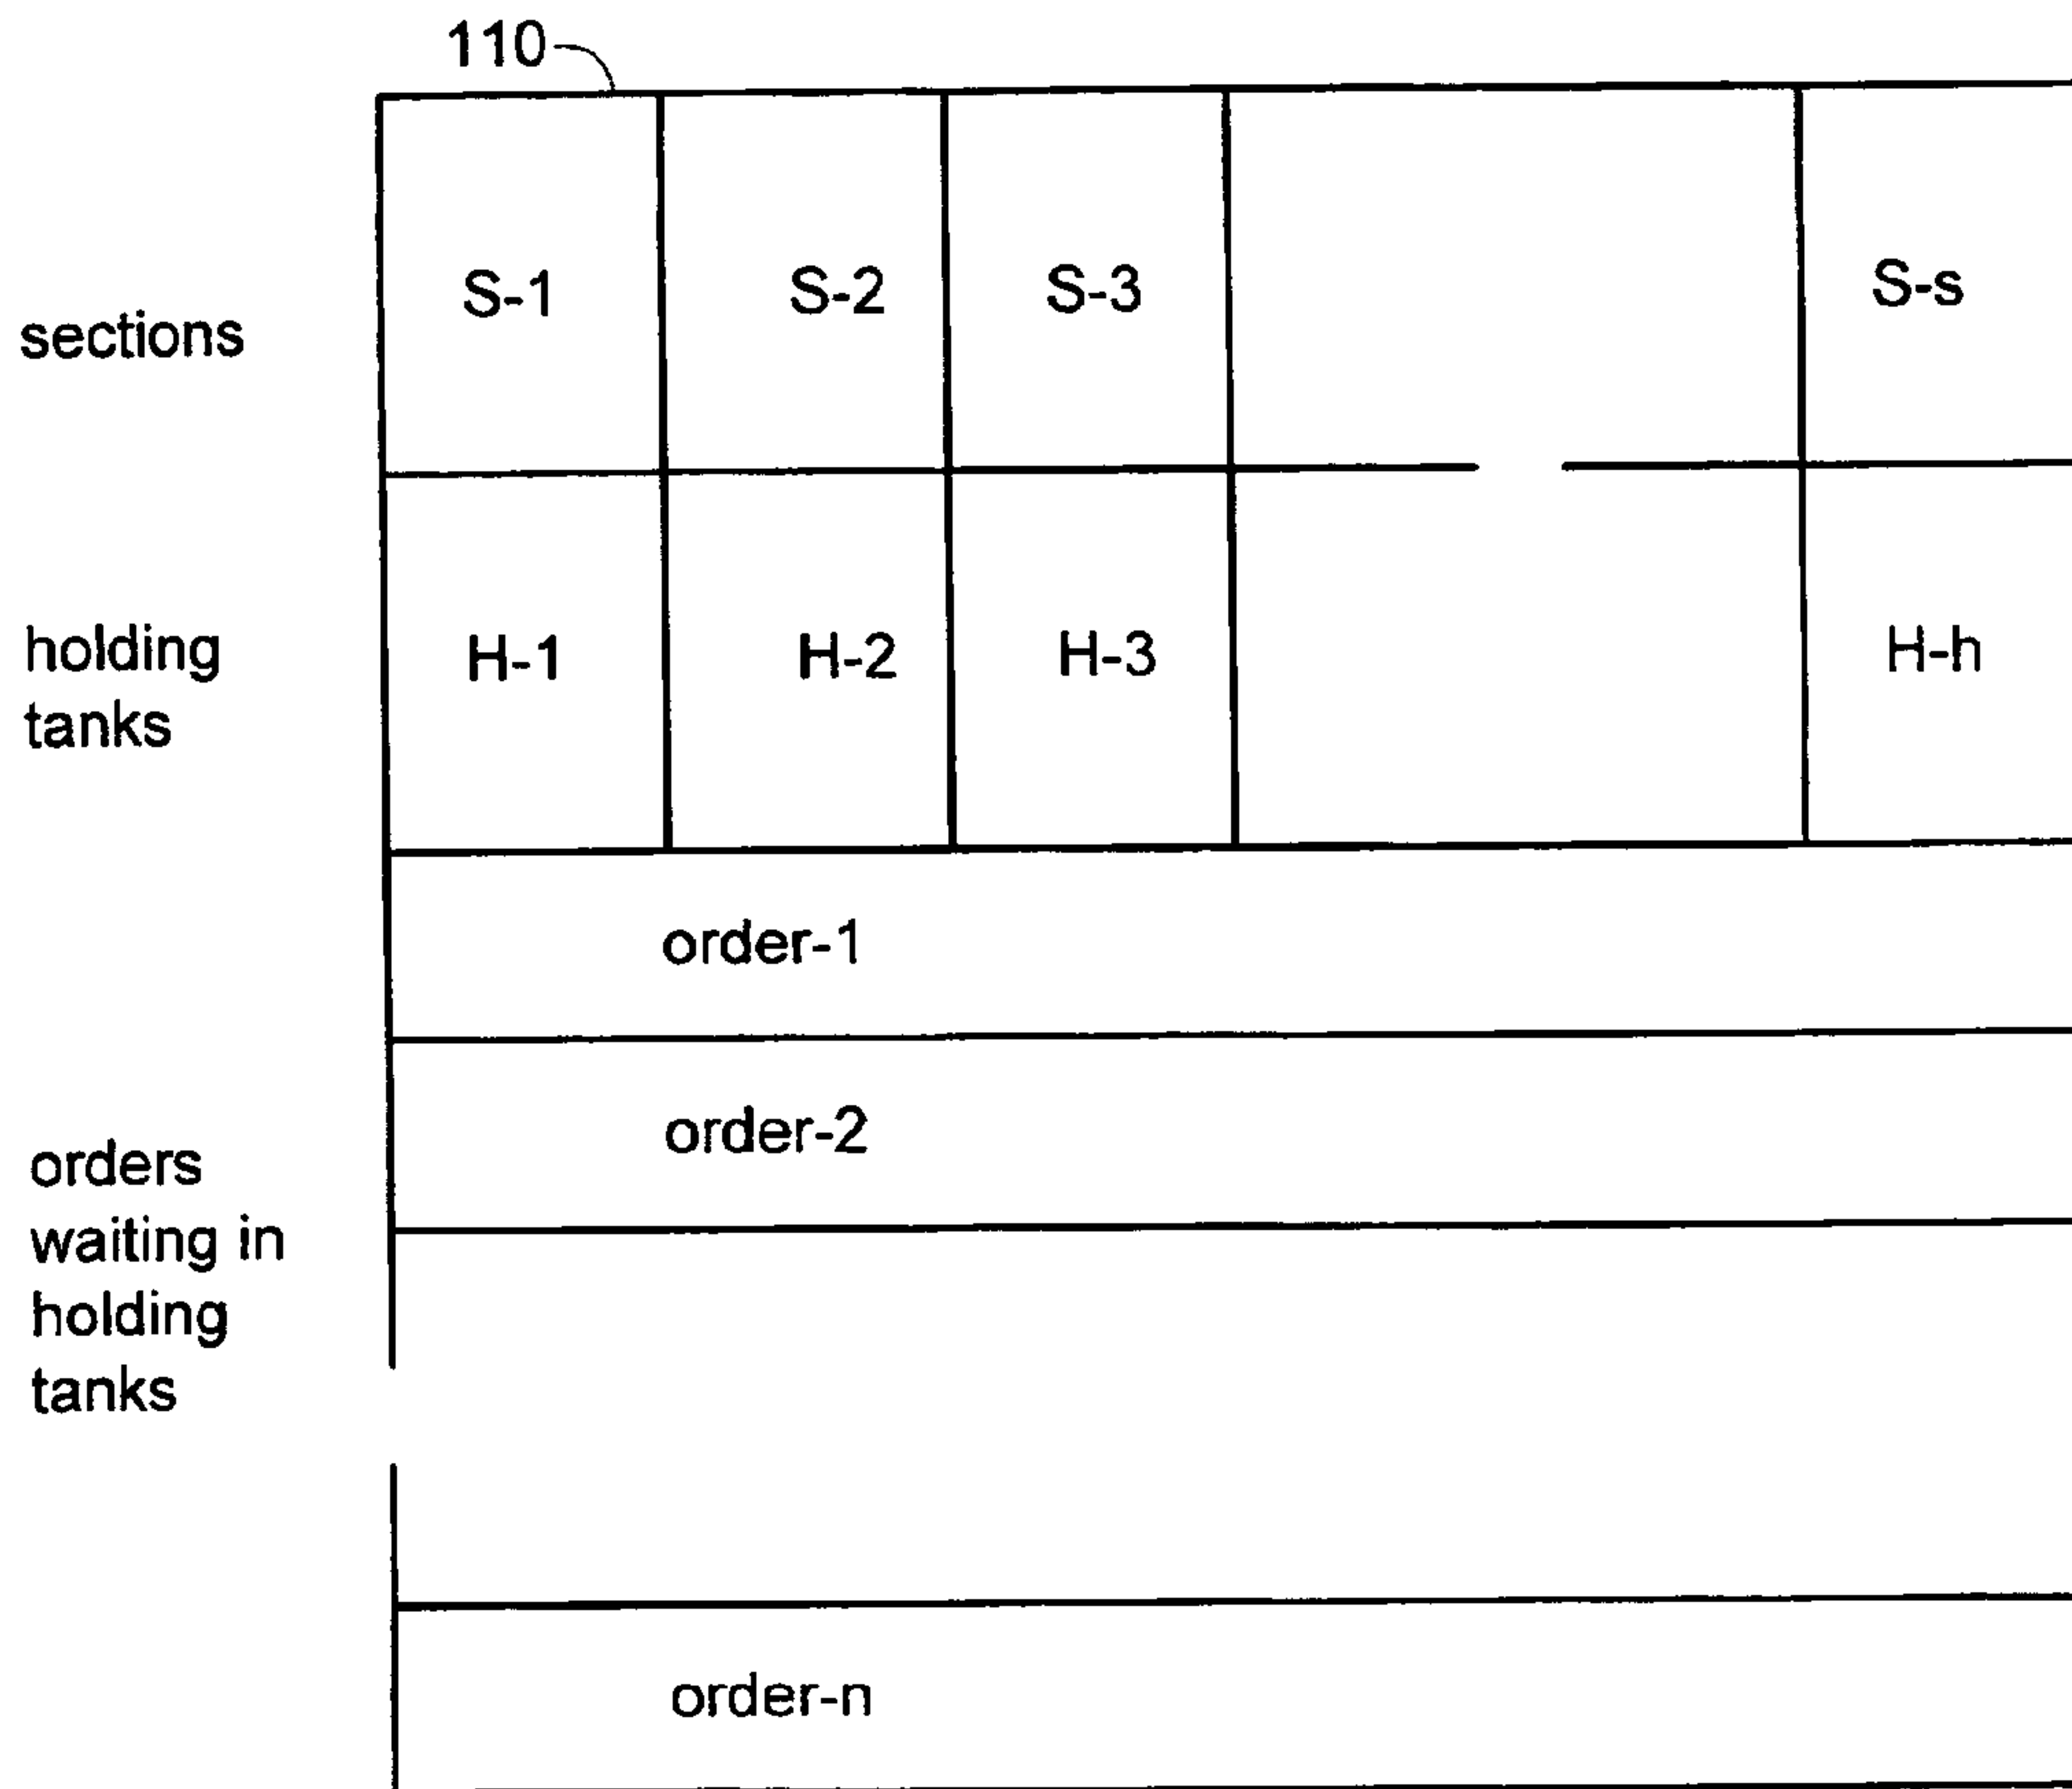 110
S-1 S-2 S-3 S-s
sections
H-1 H-2 H-3 H-h
holding
tanks
order-1
order-2
orders
waiting in
holding
tanks
order-n